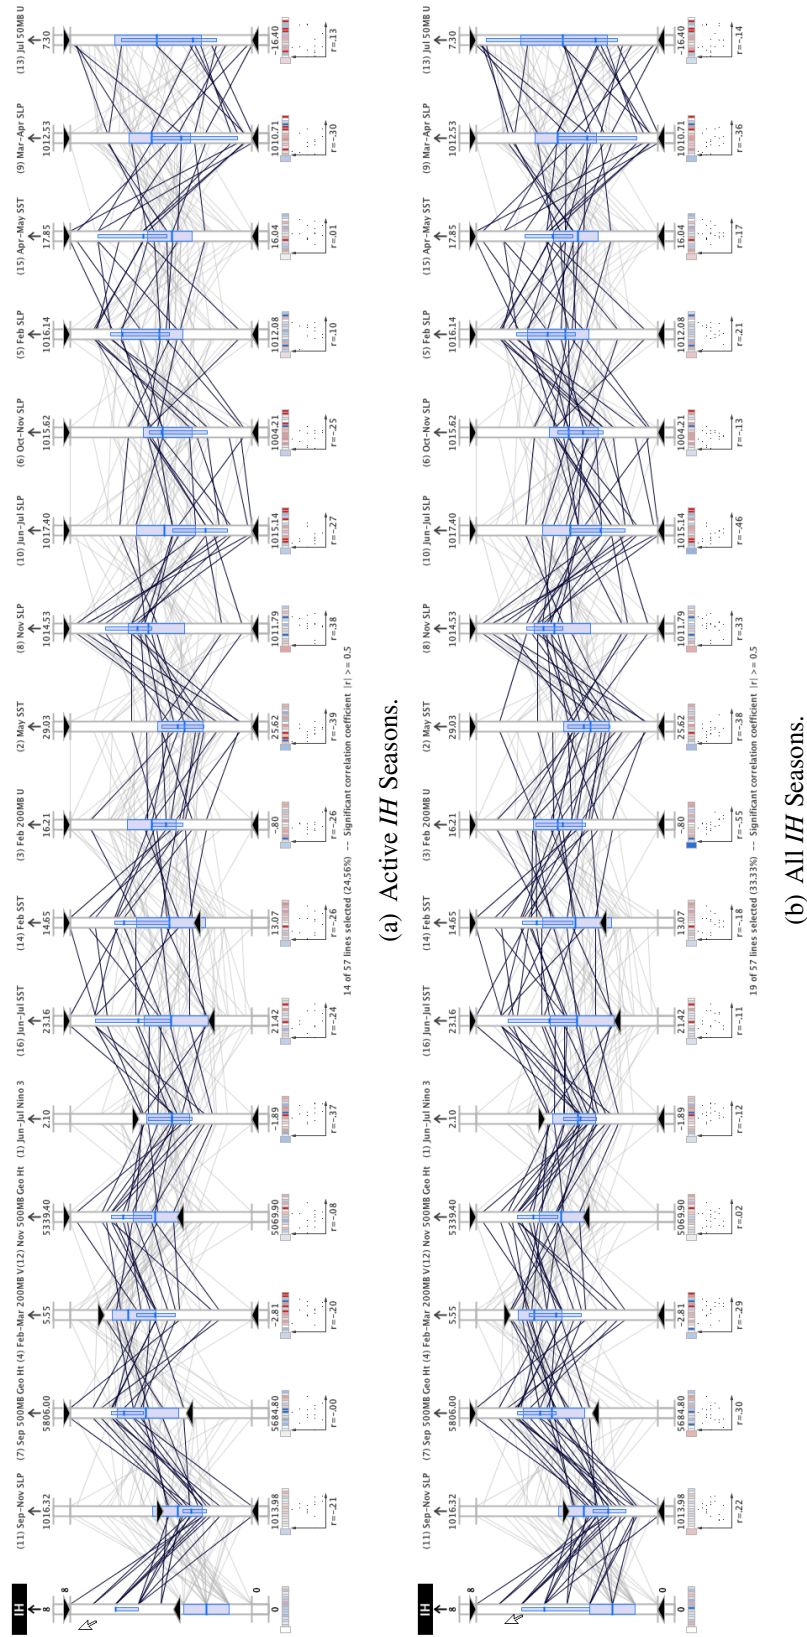 IH
8
8
0
0
(11) Sep-Nov SLP
1016.32
1013.98
r=-.21
(7) Sep 500MB Geo Ht
5806.00
5684.80
r=-.00
(4) Feb-Mar 200MB V
5.55
-2.81
r=-.20
(12) Nov 500MB Geo Ht
5339.40
5069.90
r=-.08
(1) Jun-Jul Nino 3
2.10
-1.89
r=-.37
(16) Jun-Jul SST
23.16
21.42
r=-.24
(14) Feb SST
14.65
13.07
r=-.26
(3) Feb 200MB U
16.21
-.80
r=-.26
(2) May SST
29.03
25.62
r=-.39
(8) Nov SLP
1014.53
1011.79
r=.38
(10) Jun-Jul SLP
1017.40
1015.14
r=-.27
(6) Oct-Nov SLP
1015.62
1004.21
r=-.25
(5) Feb SLP
1016.14
1012.08
r=.10
(15) Apr-May SST
17.85
16.04
r=.01
(9) Mar-Apr SLP
1012.53
1010.71
r=-.30
(13) Jul 50MB U
7.30
-16.40
r=.13
14 of 57 lines selected (24.56%) --- Significant correlation coefficient |r| >= 0.5
(a) Active IH Seasons.
IH
8
8
0
0
(11) Sep-Nov SLP
1016.32
1013.98
r=.22
(7) Sep 500MB Geo Ht
5806.00
5684.80
r=.30
(4) Feb-Mar 200MB V
5.55
-2.81
r=-.29
(12) Nov 500MB Geo Ht
5339.40
5069.90
r=.02
(1) Jun-Jul Nino 3
2.10
-1.89
r=-.12
(16) Jun-Jul SST
23.16
21.42
r=-.11
(14) Feb SST
14.65
13.07
r=-.18
(3) Feb 200MB U
16.21
-.80
r=-.55
(2) May SST
29.03
25.62
r=-.38
(8) Nov SLP
1014.53
1011.79
r=.33
(10) Jun-Jul SLP
1017.40
1015.14
r=-.46
(6) Oct-Nov SLP
1015.62
1004.21
r=-.13
(5) Feb SLP
1016.14
1012.08
r=.21
(15) Apr-May SST
17.85
16.04
r=.17
(9) Mar-Apr SLP
1012.53
1010.71
r=-.36
(13) Jul 50MB U
7.30
-16.40
r=-.14
19 of 57 lines selected (33.33%) --- Significant correlation coefficient |r| >= 0.5
(b) All IH Seasons.